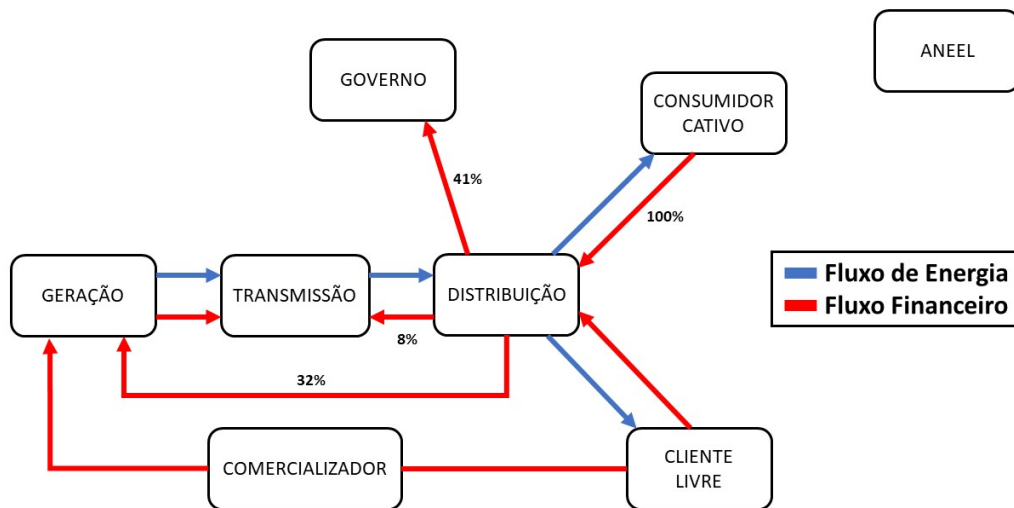 ANEEL
GOVERNO
CONSUMIDOR
CATIVO
41%
100%
GERAÇÃO
TRANSMISSÃO
DISTRIBUIÇÃO
Fluxo de Energia
Fluxo Financeiro
8%
32%
COMERCIALIZADOR
CLIENTE
LIVRE